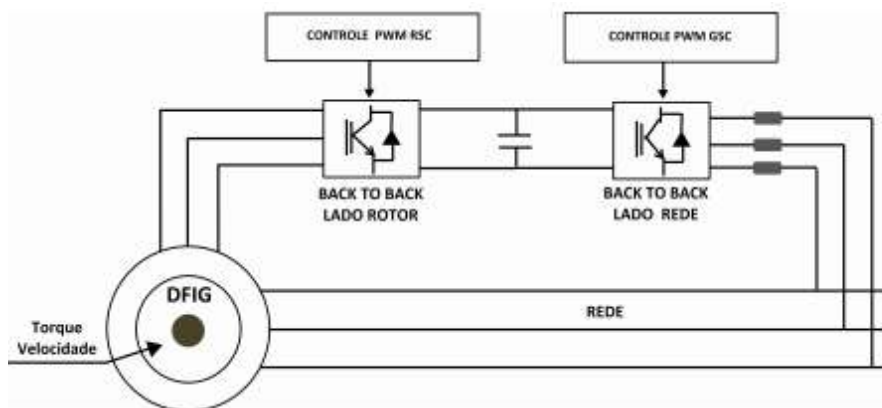 CONTROLE PWM RSC
CONTROLE PWM GSC
BACK TO BACK
LADO ROTOR
BACK TO BACK
LADO REDE
DFIG
REDE
Torque
Velocidade